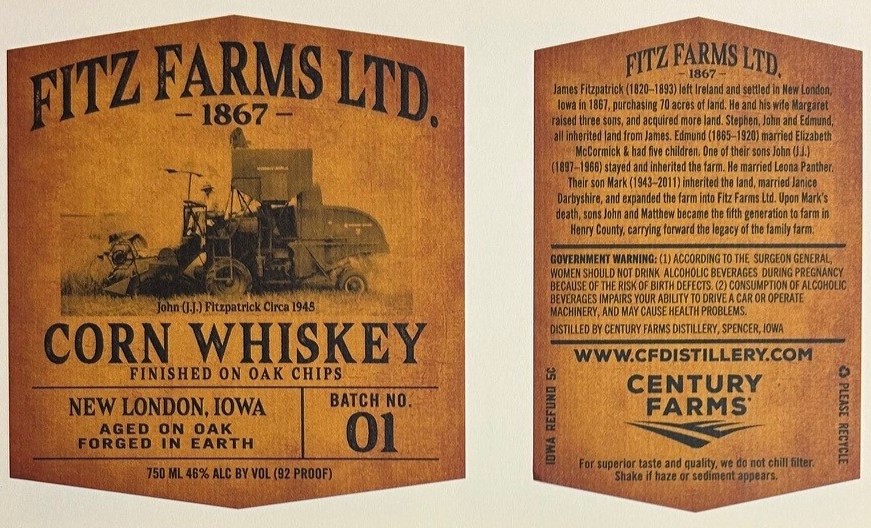 FITZ FARMS LTD.
– 1867 –
John (J.J.) Fitzpatrick Circa 1945
CORN WHISKEY
FINISHED ON OAK CHIPS
NEW LONDON, IOWA
AGED ON OAK
FORGED IN EARTH
BATCH NO.
01
750 ML 46% ALC BY VOL (92 PROOF)
FITZ FARMS LTD.
– 1867 –
James Fitzpatrick (1820–1893) left Ireland and settled in New London,
Iowa in 1867, purchasing 70 acres of land. He and his wife Margaret
raised three sons, and acquired more land. Stephen, John and Edmund,
all inherited land from James. Edmund (1865–1920) married Elizabeth
McCormick & had five children. One of their sons John (J.J.)
(1897–1966) stayed and inherited the farm. He married Leona Panther.
Their son Mark (1943–2011) inherited the land, married Janice
Darbyshire, and expanded the farm into Fitz Farms Ltd. Upon Mark's
death, sons John and Matthew became the fifth generation to farm in
Henry County, carrying forward the legacy of the family farm.
GOVERNMENT WARNING: (1) ACCORDING TO THE SURGEON GENERAL,
WOMEN SHOULD NOT DRINK ALCOHOLIC BEVERAGES DURING PREGNANCY
BECAUSE OF THE RISK OF BIRTH DEFECTS. (2) CONSUMPTION OF ALCOHOLIC
BEVERAGES IMPAIRS YOUR ABILITY TO DRIVE A CAR OR OPERATE
MACHINERY, AND MAY CAUSE HEALTH PROBLEMS.
DISTILLED BY CENTURY FARMS DISTILLERY, SPENCER, IOWA
WWW.CFDISTILLERY.COM
IOWA REFUND 5C
CENTURY
FARMS®
PLEASE RECYCLE
For superior taste and quality, we do not chill filter.
Shake if haze or sediment appears.